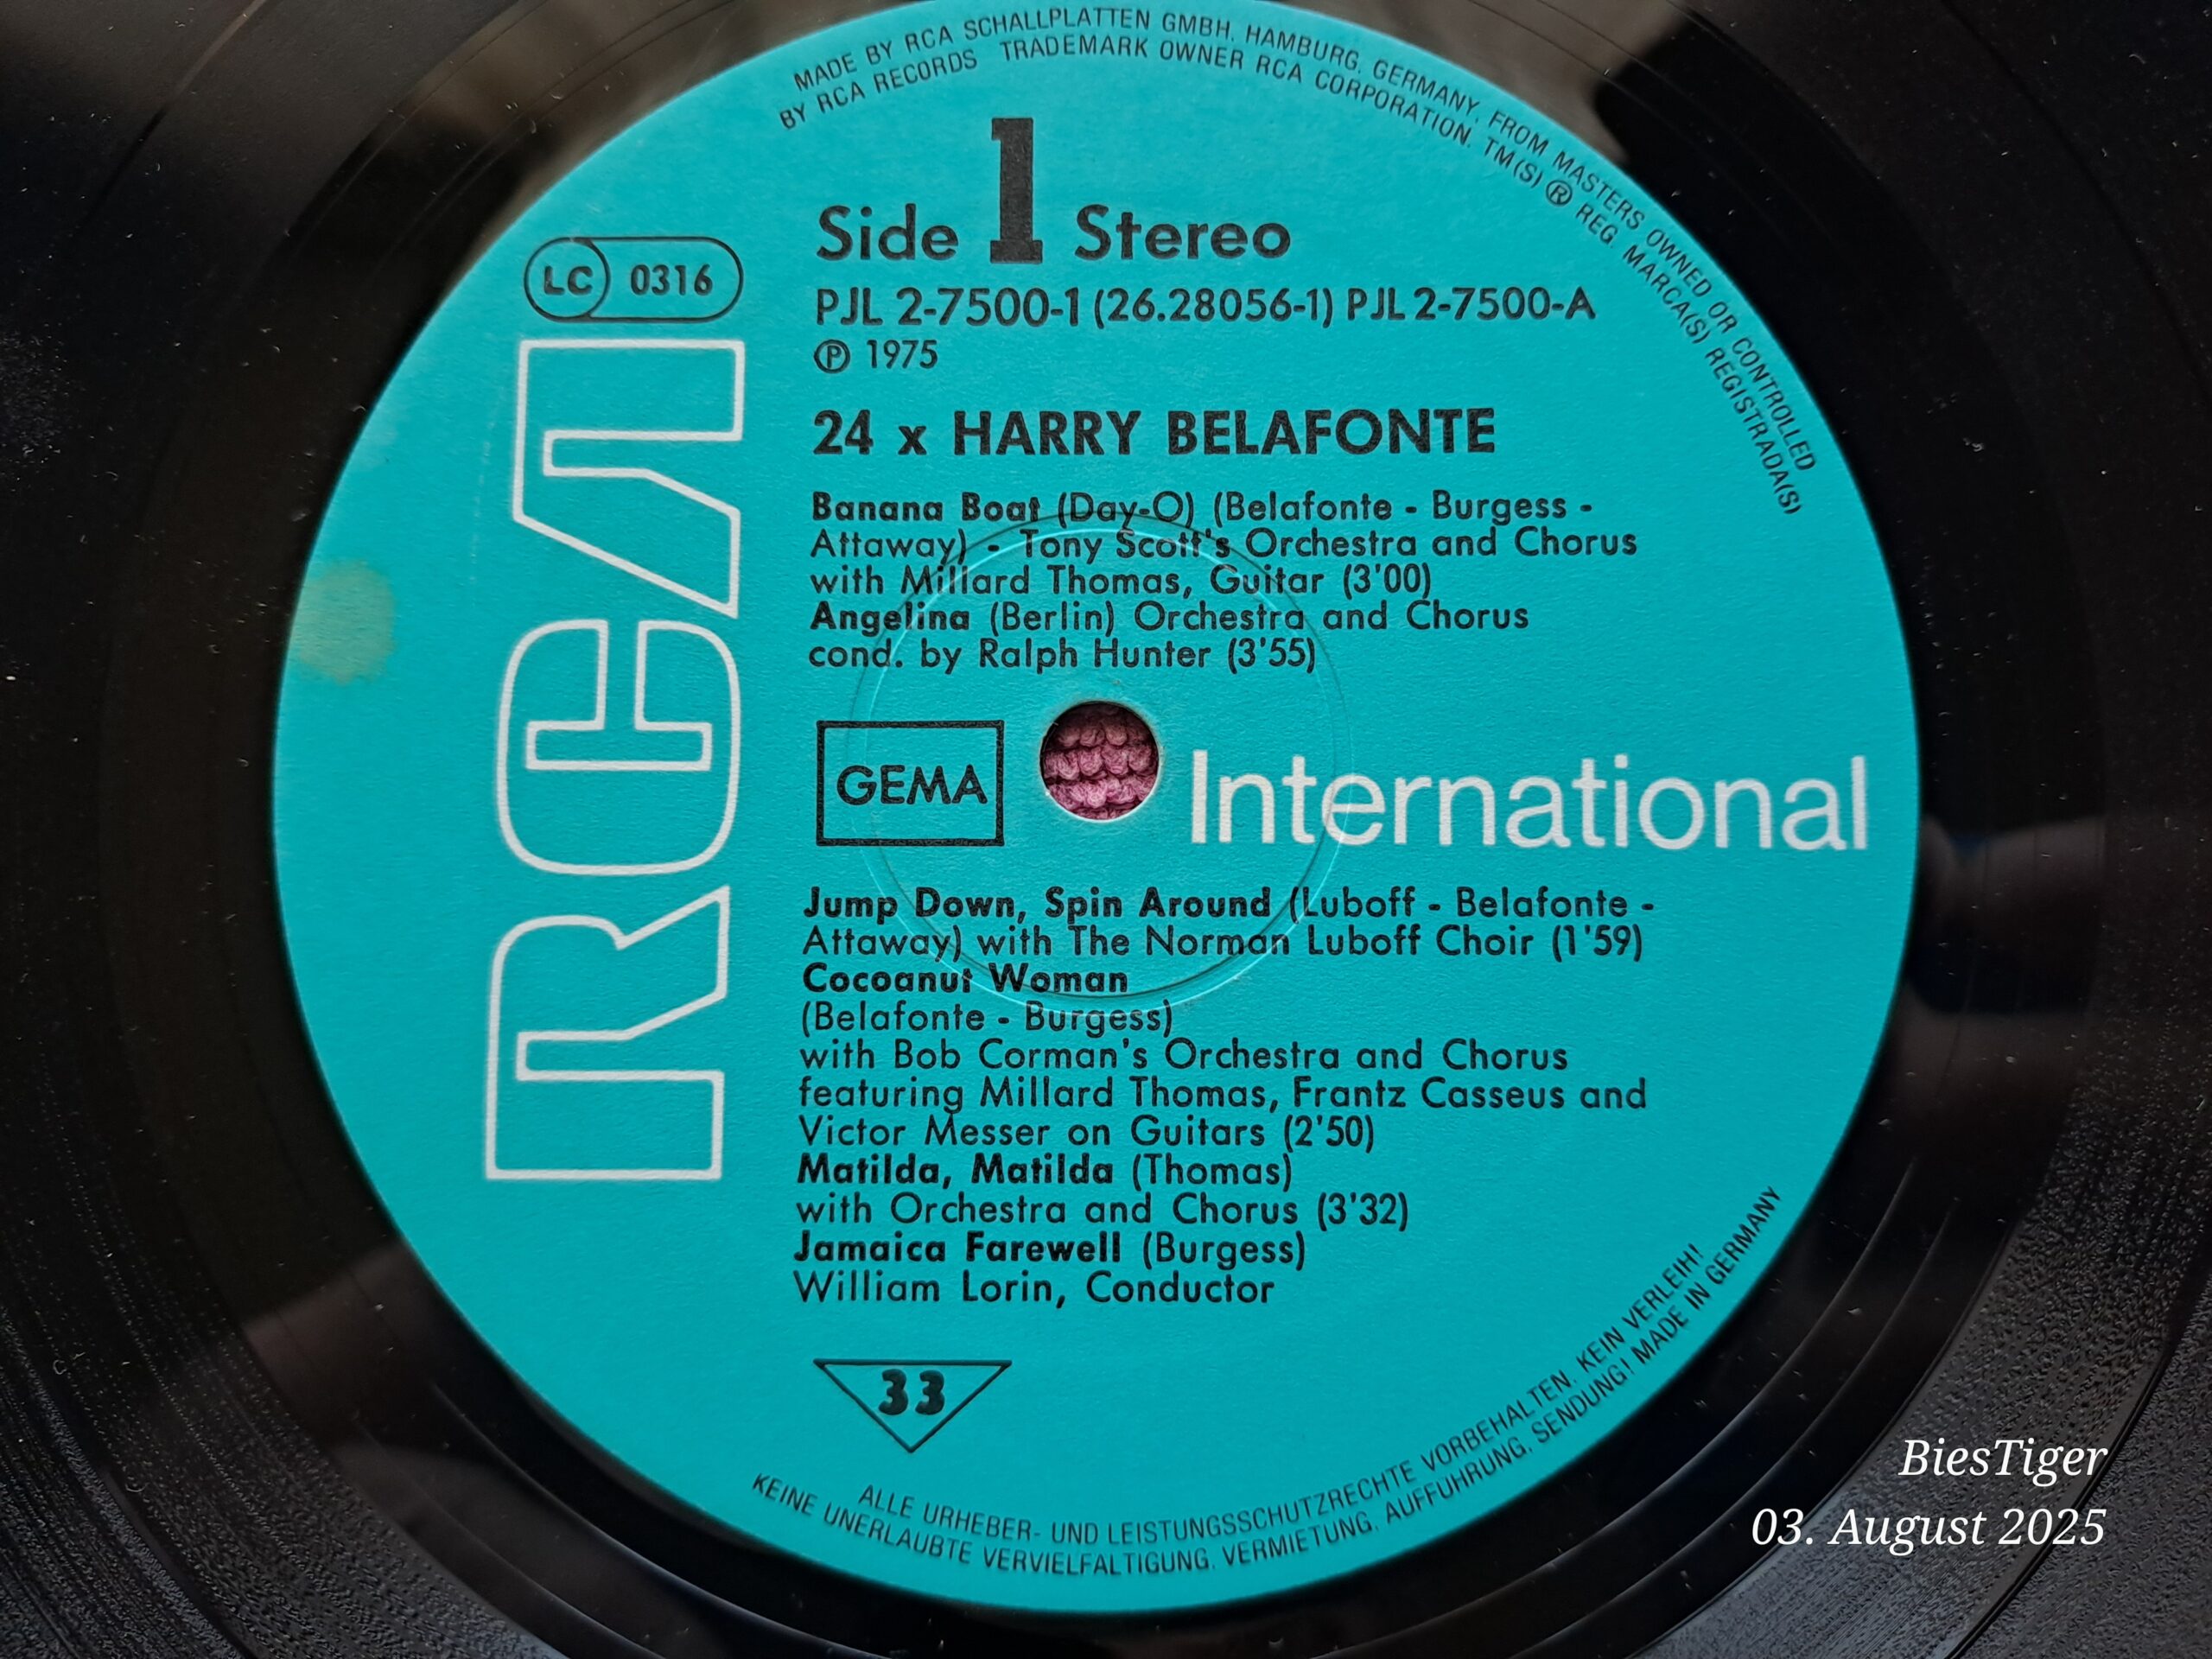 MADE BY RCA SCHALLPLATTEN GMBH, HAMBURG, GERMANY, FROM MASTERS OWNED OR CONTROLLED
BY RCA RECORDS TRADEMARK OWNER RCA CORPORATION. TM(S) ® REG. MARCA(S) REGISTRADA(S)
Side 1 Stereo
LC 0316
PJL 2-7500-1 (26.28056-1) PJL 2-7500-A
℗ 1975
24 x HARRY BELAFONTE
Banana Boat (Day-O) (Belafonte - Burgess -
Attaway) - Tony Scott's Orchestra and Chorus
with Millard Thomas, Guitar (3'00)
Angelina (Berlin) Orchestra and Chorus
cond. by Ralph Hunter (3'55)
RCA
GEMA
International
Jump Down, Spin Around (Luboff - Belafonte -
Attaway) with The Norman Luboff Choir (1'59)
Cocoanut Woman
(Belafonte - Burgess)
with Bob Corman's Orchestra and Chorus
featuring Millard Thomas, Frantz Casseus and
Victor Messer on Guitars (2'50)
Matilda, Matilda (Thomas)
with Orchestra and Chorus (3'32)
Jamaica Farewell (Burgess)
William Lorin, Conductor
33
ALLE URHEBER- UND LEISTUNGSSCHUTZRECHTE VORBEHALTEN. KEIN VERLEIH!
KEINE UNERLAUBTE VERVIELFÄLTIGUNG, VERMIETUNG, AUFFÜHRUNG, SENDUNG! MADE IN GERMANY
BiesTiger
03. August 2025